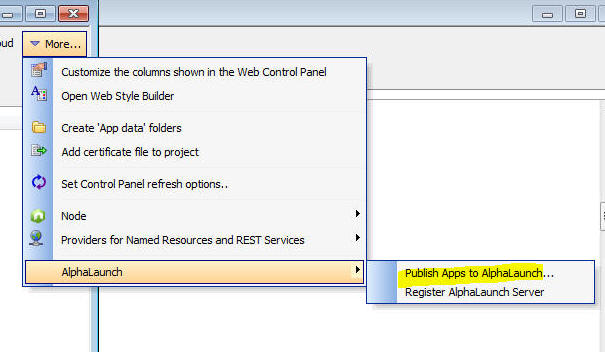 oud
More...
Customize the columns shown in the Web Control Panel
Open Web Style Builder
Create 'App data' folders
Add certificate file to project
Set Control Panel refresh options..
Node
Providers for Named Resources and REST Services
AlphaLaunch
Publish Apps to AlphaLaunch...
Register AlphaLaunch Server